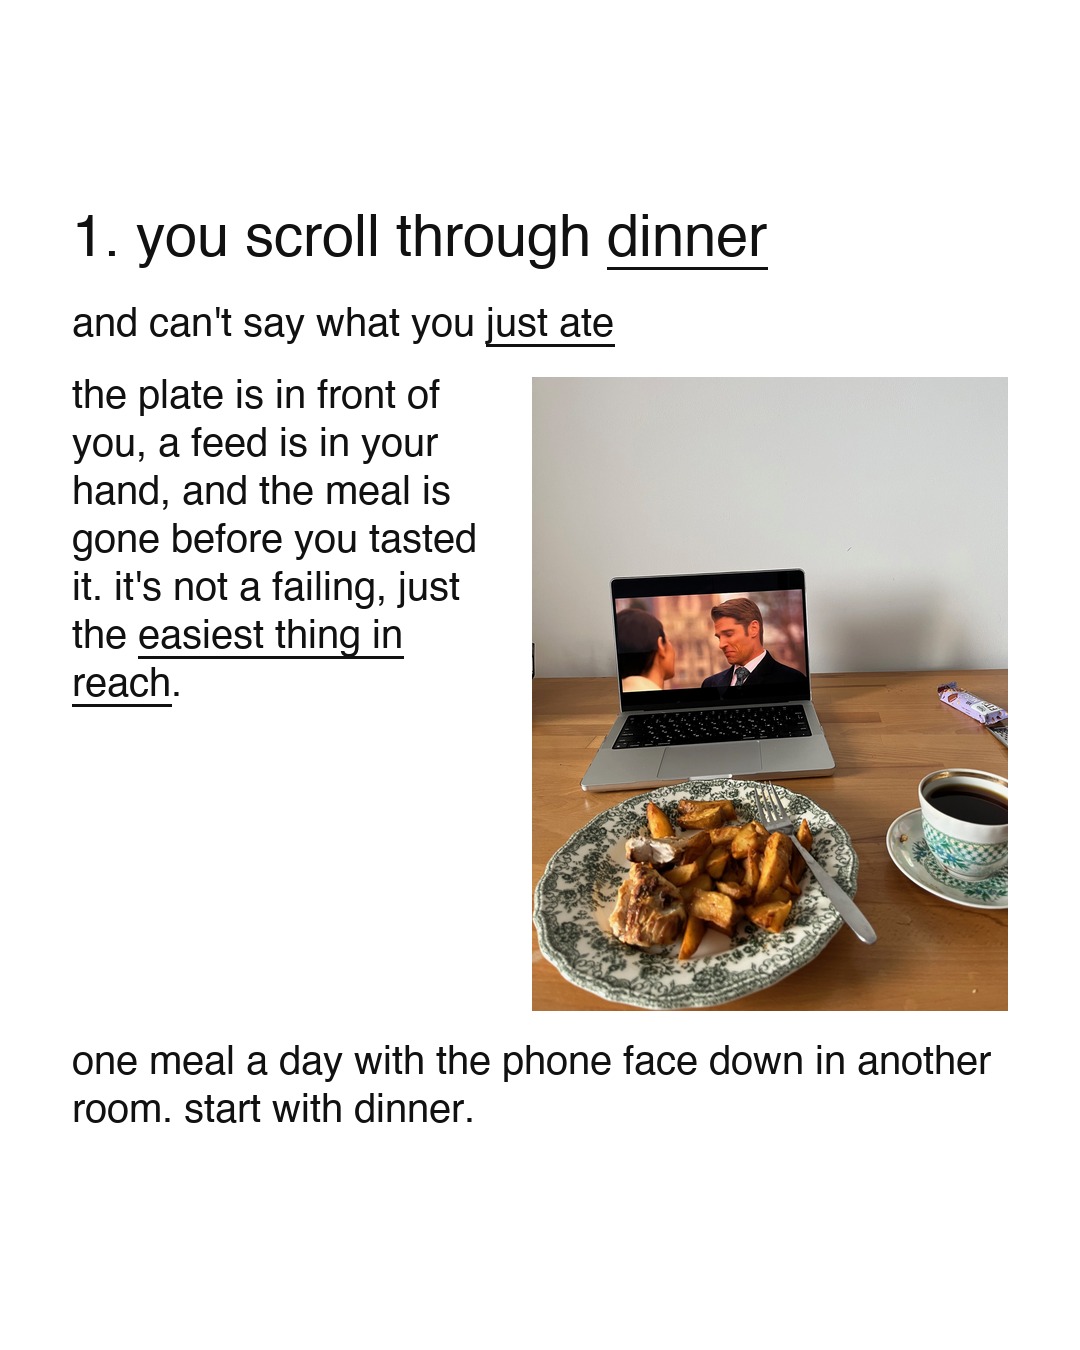 1. you scroll through dinner
and can't say what you just ate
the plate is in front of
you, a feed is in your
hand, and the meal is
gone before you tasted
it. it's not a failing, just
the easiest thing in
reach.
one meal a day with the phone face down in another
room. start with dinner.